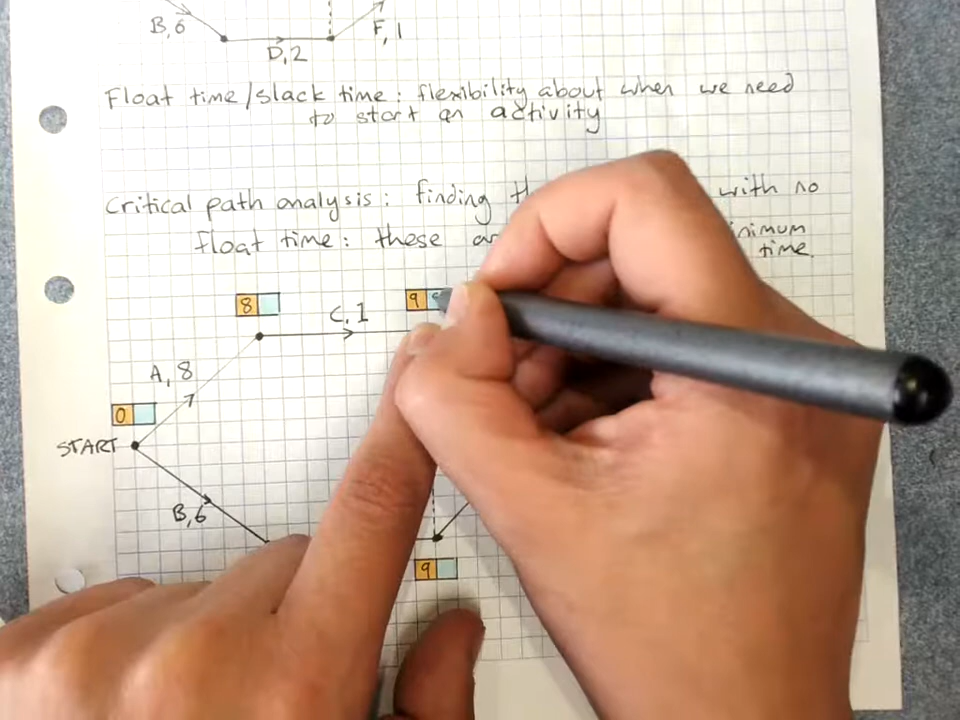 B, 6
F, 1
D, 2
Float time/slack time: flexibility about when we need
to start an activity
Critical path analysis: finding with no
float time: these
time.
8
C, 1
9
A, 8
0
START
B, 6
9